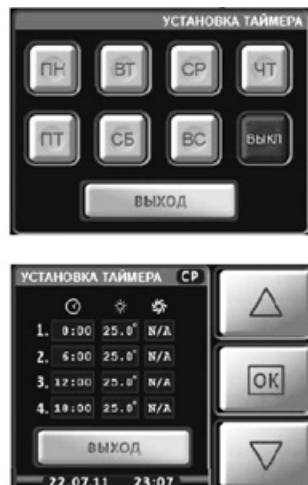 УСТАНОВКА ТАЙМЕРА
ПН ВТ СР ЧТ
ПТ СБ ВС ВЫКЛ
ВЫХОД
УСТАНОВКА ТАЙМЕРА СР
1. 0:00 25.0° N/A
2. 6:00 25.0° N/A
OK
3. 12:00 25.0° N/A
4. 18:00 25.0° N/A
ВЫХОД
22.07.11 23:07